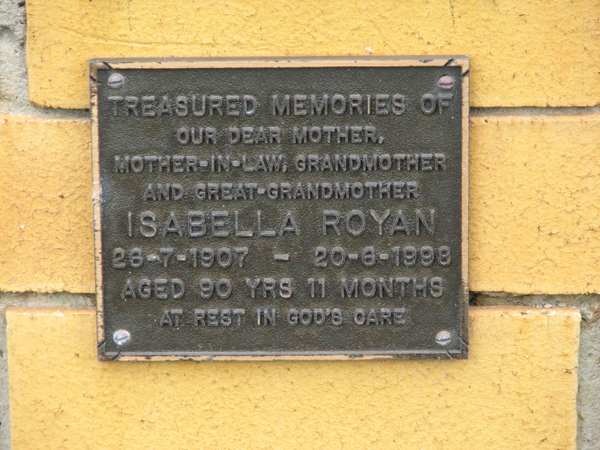 TREASURED MEMORIES OF
OUR DEAR MOTHER,
MOTHER-IN-LAW, GRANDMOTHER
AND GREAT-GRANDMOTHER
ISABELLA ROYAN
26-7-1907 - 20-6-1998
AGED 90 YRS 11 MONTHS
AT REST IN GOD'S CARE